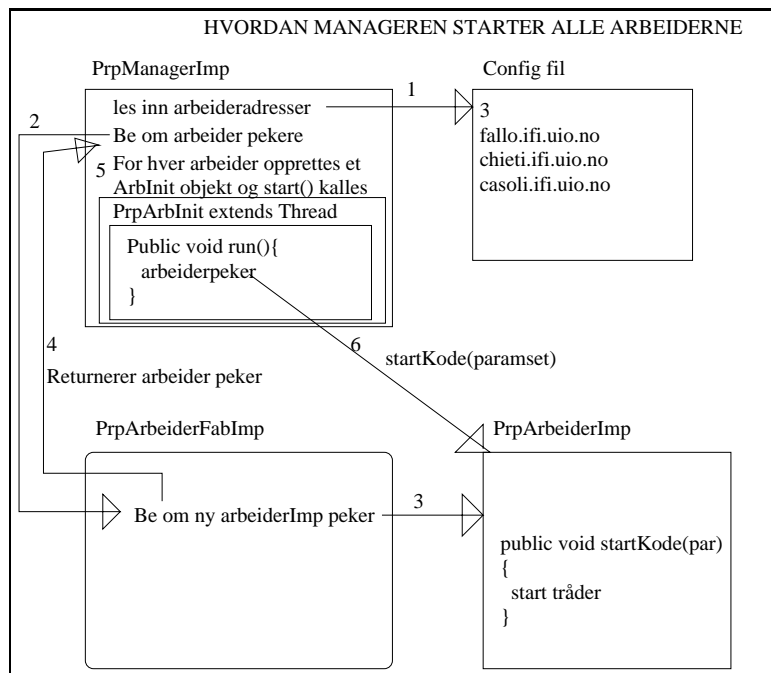 HVORDAN MANAGEREN STARTER ALLE ARBEIDERNE
PrpManagerImp
les inn arbeideradresser
Be om arbeider pekere
5 For hver arbeider opprettes et
ArbInit objekt og start() kalles
PrpArbInit extends Thread
Public void run(){
arbeiderpeker
}
1
Config fil
3
fallo.ifi.uio.no
chieti.ifi.uio.no
casoli.ifi.uio.no
2
4
Returnerer arbeider peker
6
startKode(paramset)
PrpArbeiderFabImp
Be om ny arbeiderImp peker
3
PrpArbeiderImp
public void startKode(par)
{
start tråder
}